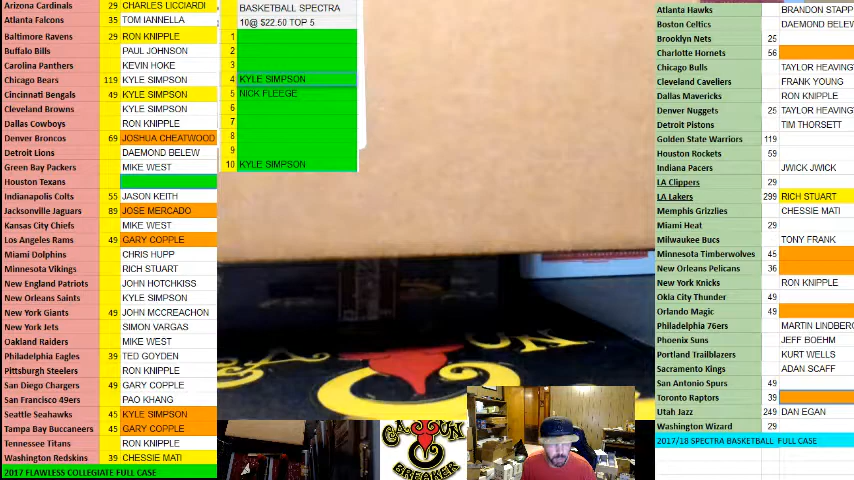 Arizona Cardinals 29 CHARLES LICCIARDI
Atlanta Falcons 35 TOM IANNELLA
Baltimore Ravens 29 RON KNIPPLE
Buffalo Bills PAUL JOHNSON
Carolina Panthers KEVIN HOKE
Chicago Bears 119 KYLE SIMPSON
Cincinnati Bengals 49 KYLE SIMPSON
Cleveland Browns KYLE SIMPSON
Dallas Cowboys RON KNIPPLE
Denver Broncos 69 JOSHUA CHEATWOOD
Detroit Lions DAEMOND BELEW
Green Bay Packers MIKE WEST
Houston Texans
Indianapolis Colts 55 JASON KEITH
Jacksonville Jaguars 89 JOSE MERCADO
Kansas City Chiefs MIKE WEST
Los Angeles Rams 49 GARY COPPLE
Miami Dolphins CHRIS HUPP
Minnesota Vikings RICH STUART
New England Patriots JOHN HOTCHKISS
New Orleans Saints KYLE SIMPSON
New York Giants 49 JOHN MCCREACHON
New York Jets SIMON VARGAS
Oakland Raiders MIKE WEST
Philadelphia Eagles 39 TED GOYDEN
Pittsburgh Steelers RON KNIPPLE
San Diego Chargers 49 GARY COPPLE
San Francisco 49ers PAO KHANG
Seattle Seahawks 45 KYLE SIMPSON
Tampa Bay Buccaneers 45 GARY COPPLE
Tennessee Titans RON KNIPPLE
Washington Redskins 39 CHESSIE MATI
2017 FLAWLESS COLLEGIATE FULL CASE
BASKETBALL SPECTRA
10@ $22.50 TOP 5
1
2
3
4 KYLE SIMPSON
5 NICK FLEEGE
6
7
8
9
10 KYLE SIMPSON
CAJUN
BREAKER
Atlanta Hawks BRANDON STAPP
Boston Celtics DAEMOND BELEW
Brooklyn Nets 25
Charlotte Hornets 56
Chicago Bulls TAYLOR HEAVING
Cleveland Caveliers FRANK YOUNG
Dallas Mavericks RON KNIPPLE
Denver Nuggets 25 TAYLOR HEAVING
Detroit Pistons TIM THORSETT
Golden State Warriors 119
Houston Rockets 59
Indiana Pacers JWICK JWICK
LA Clippers 29
LA Lakers 299 RICH STUART
Memphis Grizzlies CHESSIE MATI
Miami Heat 29
Milwaukee Bucs TONY FRANK
Minnesota Timberwolves 45
New Orleans Pelicans 36
New York Knicks RON KNIPPLE
Okla City Thunder 49
Orlando Magic 49
Philadelphia 76ers MARTIN LINDBERG
Phoenix Suns JEFF BOEHM
Portland Trailblazers KURT WELLS
Sacramento Kings ADAN SCAFF
San Antonio Spurs 49
Toronto Raptors 39
Utah Jazz 249 DAN EGAN
Washington Wizard 29
2017/18 SPECTRA BASKETBALL FULL CASE